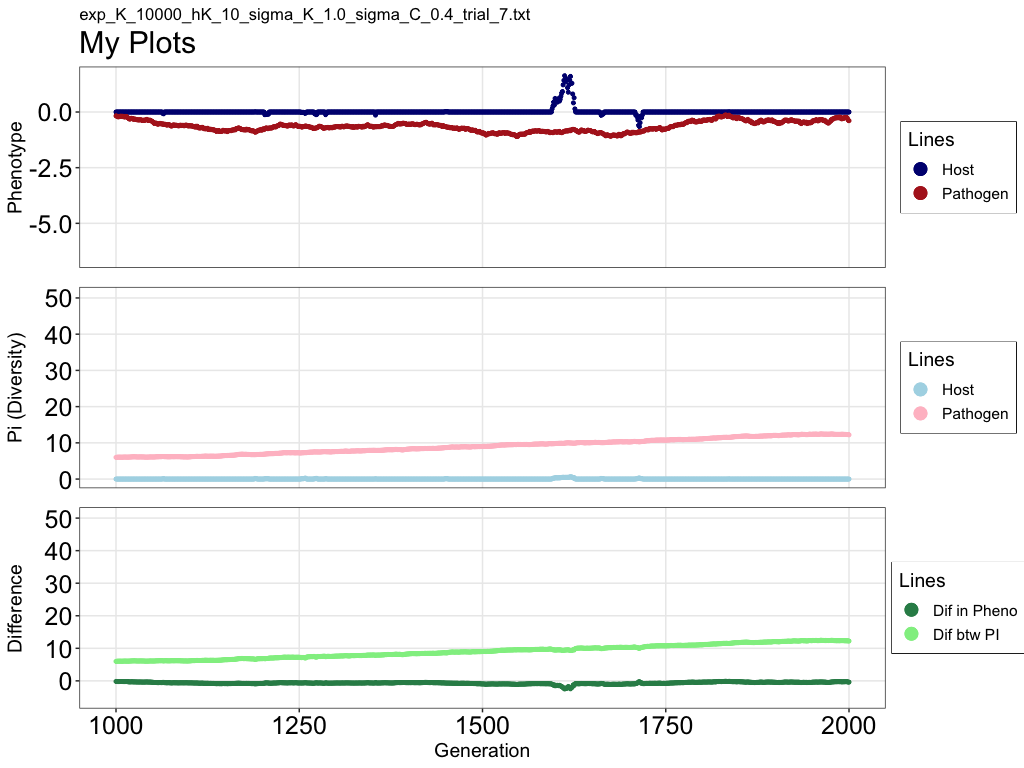 exp_K_10000_hK_10_sigma_K_1.0_sigma_C_0.4_trial_7.txt
My Plots
Phenotype
0.0
-2.5
-5.0
Lines
Host
Pathogen
Pi (Diversity)
50
40
30
20
10
0
Lines
Host
Pathogen
Difference
50
40
30
20
10
0
Lines
Dif in Pheno
Dif btw PI
1000 1250 1500 1750 2000
Generation